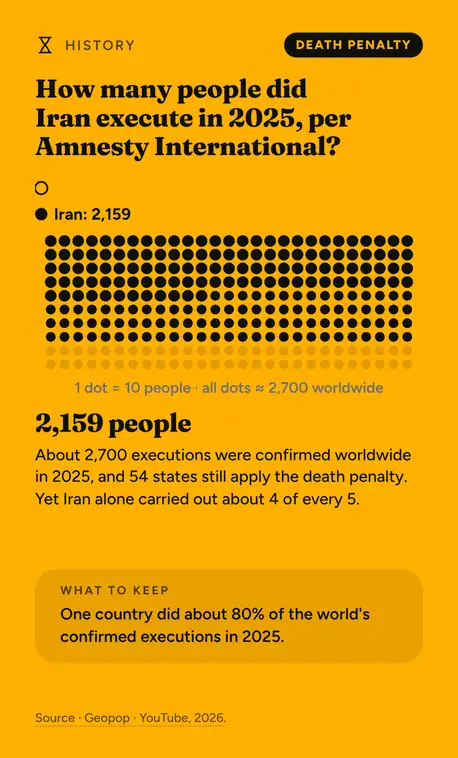 HISTORY
DEATH PENALTY
How many people did
Iran execute in 2025, per
Amnesty International?
Iran: 2,159
1 dot = 10 people · all dots ≈ 2,700 worldwide
2,159 people
About 2,700 executions were confirmed worldwide
in 2025, and 54 states still apply the death penalty.
Yet Iran alone carried out about 4 of every 5.
WHAT TO KEEP
One country did about 80% of the world's
confirmed executions in 2025.
Source · Geopop · YouTube, 2026.